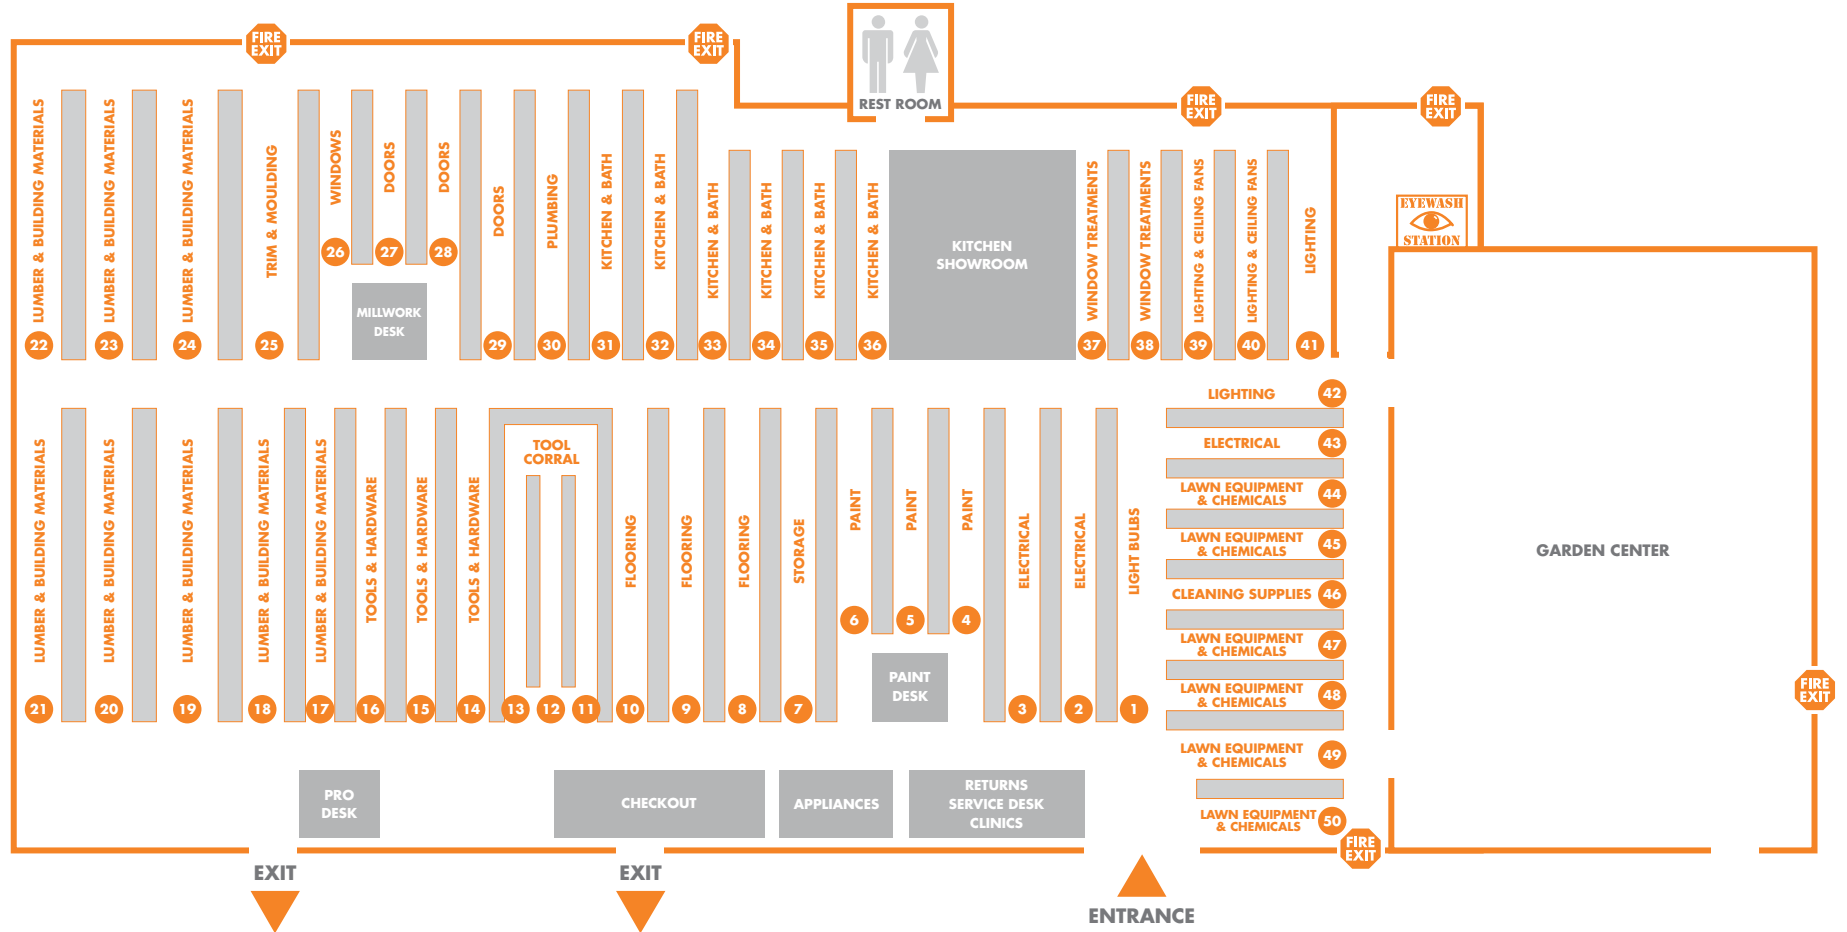 FIRE
EXIT
FIRE
EXIT
REST ROOM
FIRE
EXIT
FIRE
EXIT
EYEWASH
STATION
LUMBER & BUILDING MATERIALS
22
LUMBER & BUILDING MATERIALS
23
LUMBER & BUILDING MATERIALS
24
TRIM & MOULDING
25
WINDOWS
26
DOORS
27
DOORS
28
MILLWORK
DESK
DOORS
29
PLUMBING
30
KITCHEN & BATH
31
KITCHEN & BATH
32
KITCHEN & BATH
33
KITCHEN & BATH
34
KITCHEN & BATH
35
KITCHEN & BATH
36
KITCHEN
SHOWROOM
WINDOW TREATMENTS
37
WINDOW TREATMENTS
38
LIGHTING & CEILING FANS
39
LIGHTING & CEILING FANS
40
LIGHTING
41
LUMBER & BUILDING MATERIALS
21
LUMBER & BUILDING MATERIALS
20
LUMBER & BUILDING MATERIALS
19
LUMBER & BUILDING MATERIALS
18
LUMBER & BUILDING MATERIALS
17
TOOLS & HARDWARE
16
TOOLS & HARDWARE
15
TOOLS & HARDWARE
14
TOOL
CORRAL
13
12
11
FLOORING
10
FLOORING
9
FLOORING
8
STORAGE
7
PAINT
6
PAINT
5
PAINT
4
PAINT
DESK
ELECTRICAL
3
ELECTRICAL
2
LIGHT BULBS
1
LIGHTING
42
ELECTRICAL
43
LAWN EQUIPMENT
& CHEMICALS
44
LAWN EQUIPMENT
& CHEMICALS
45
CLEANING SUPPLIES
46
LAWN EQUIPMENT
& CHEMICALS
47
LAWN EQUIPMENT
& CHEMICALS
48
LAWN EQUIPMENT
& CHEMICALS
49
LAWN EQUIPMENT
& CHEMICALS
50
GARDEN CENTER
FIRE
EXIT
PRO
DESK
CHECKOUT
APPLIANCES
RETURNS
SERVICE DESK
CLINICS
FIRE
EXIT
EXIT
EXIT
ENTRANCE